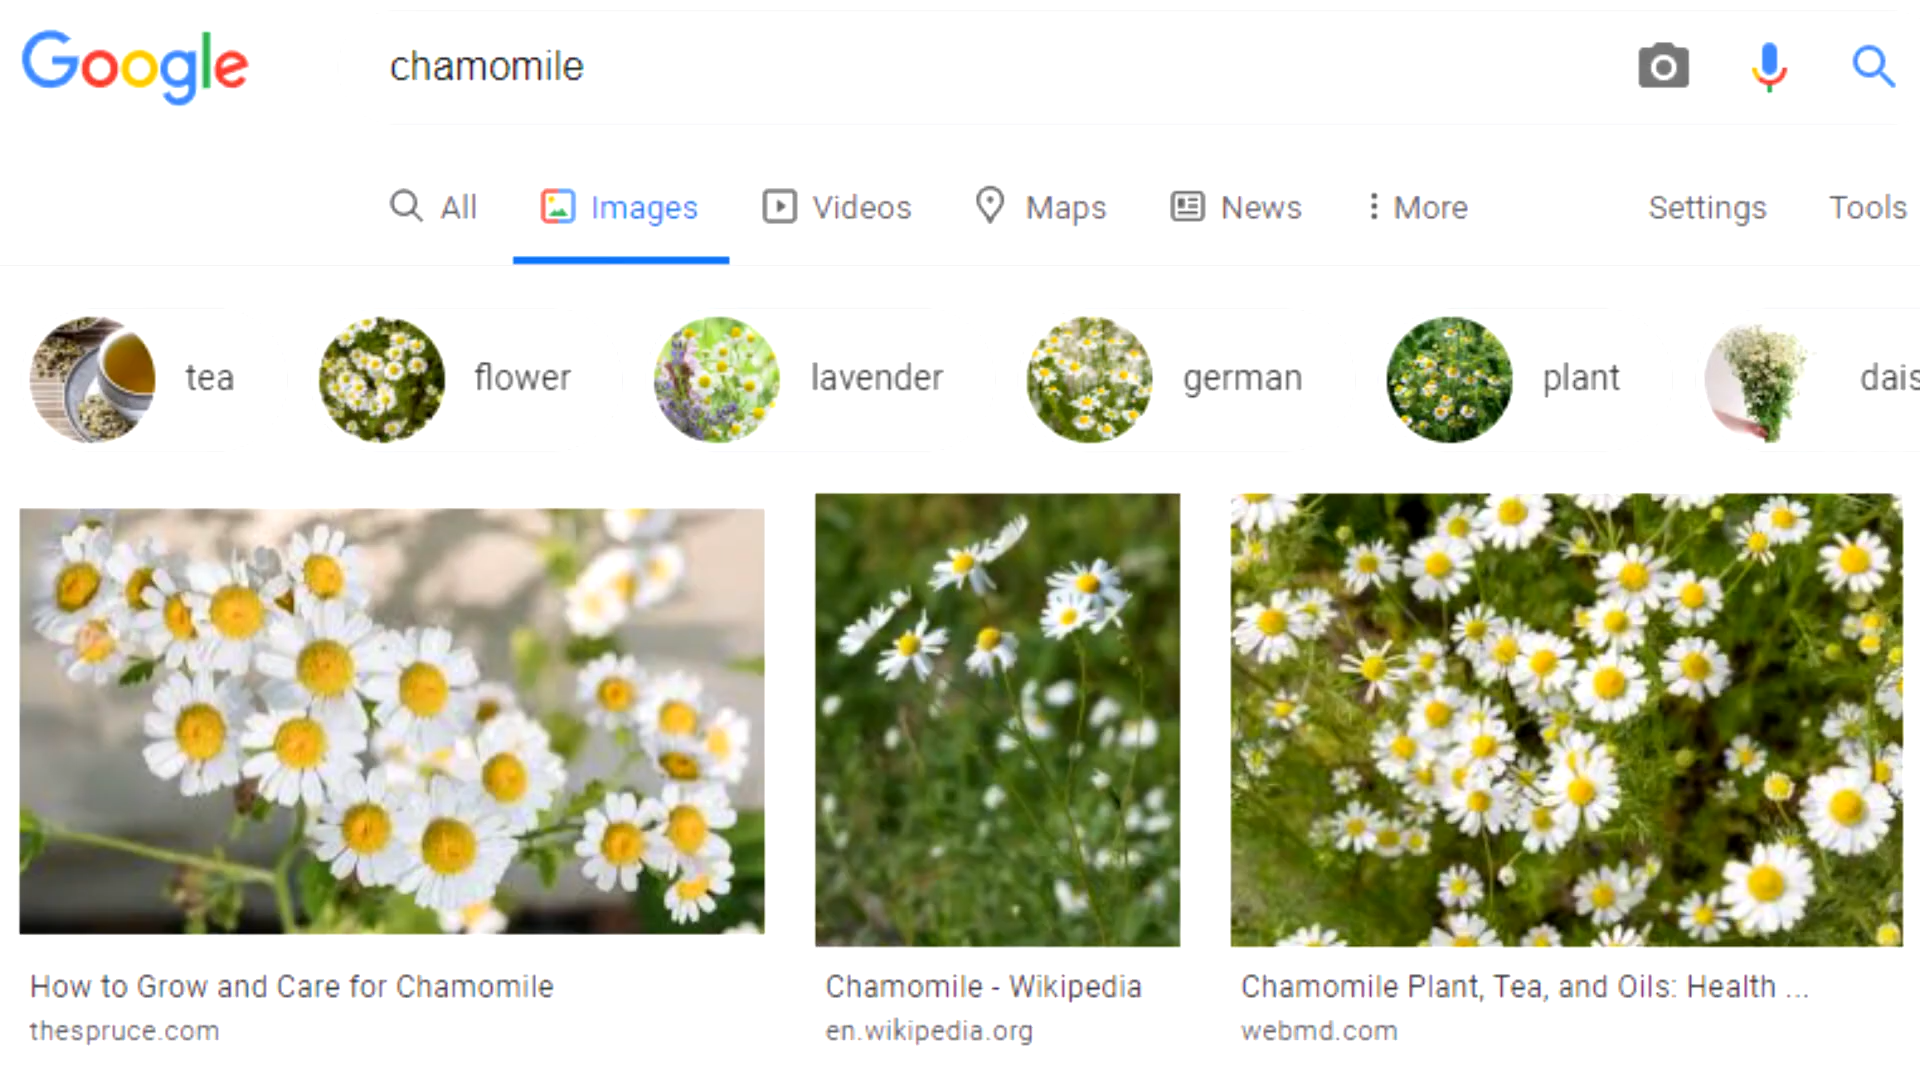 Google chamomile
All Images Videos Maps News More Settings Tools
tea flower lavender german plant dais
How to Grow and Care for Chamomile
thespruce.com
Chamomile - Wikipedia
en.wikipedia.org
Chamomile Plant, Tea, and Oils: Health ...
webmd.com